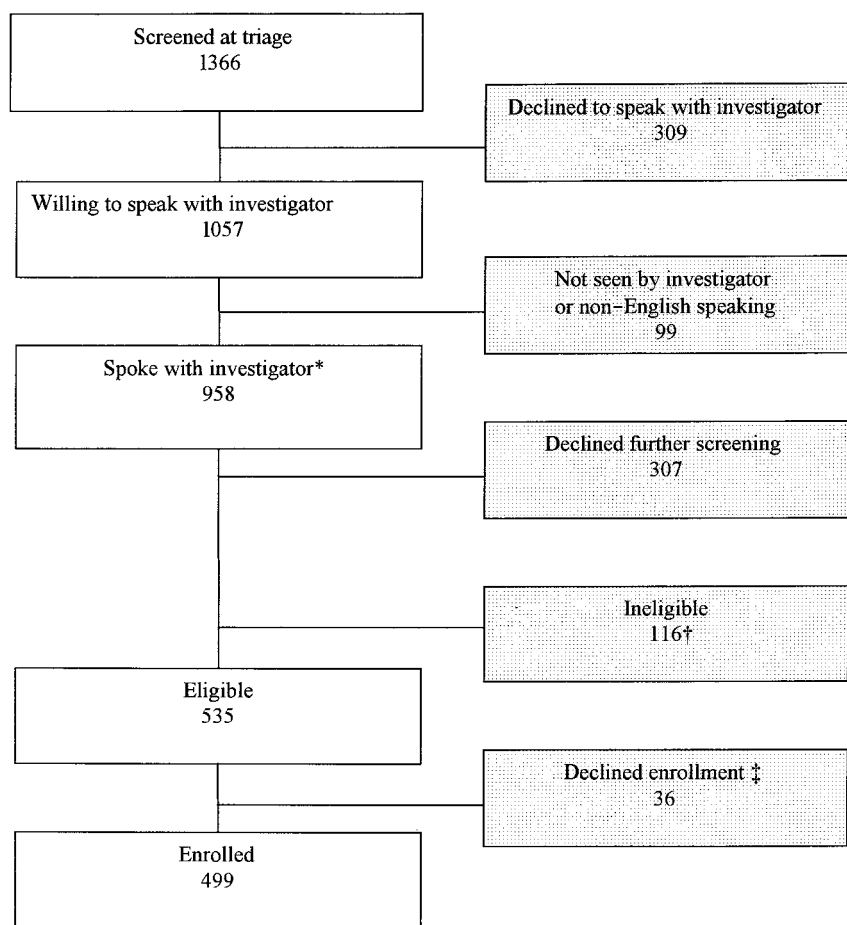 Screened at triage
1366
Declined to speak with investigator
309
Willing to speak with investigator
1057
Not seen by investigator
or non-English speaking
99
Spoke with investigator*
958
Declined further screening
307
Ineligible
116†
Eligible
535
Declined enrollment ‡
36
Enrolled
499